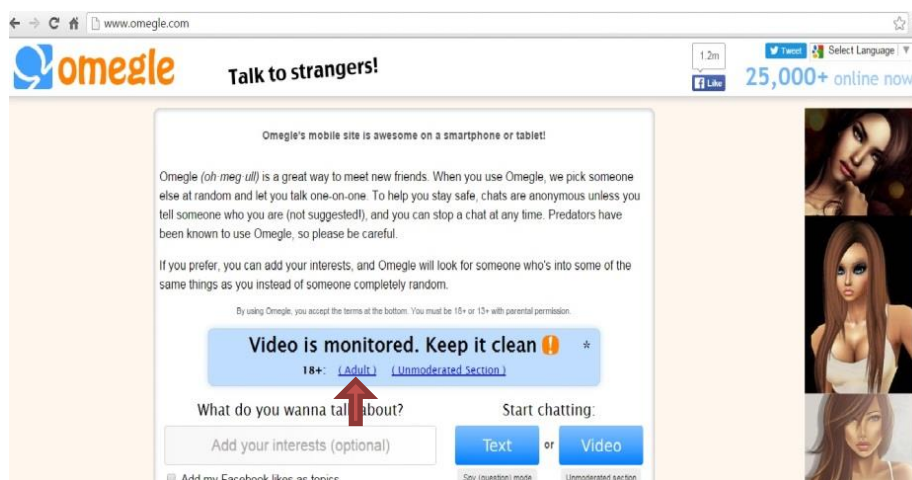 www.omegle.com
omegle
Talk to strangers!
1.2m
Like
Tweet
Select Language
25,000+ online now
Omegle's mobile site is awesome on a smartphone or tablet!
Omegle (oh·meg·ull) is a great way to meet new friends. When you use Omegle, we pick someone
else at random and let you talk one-on-one. To help you stay safe, chats are anonymous unless you
tell someone who you are (not suggested!), and you can stop a chat at any time. Predators have
been known to use Omegle, so please be careful.
If you prefer, you can add your interests, and Omegle will look for someone who's into some of the
same things as you instead of someone completely random.
By using Omegle, you accept the terms at the bottom. You must be 18+ or 13+ with parental permission.
Video is monitored. Keep it clean ! *
18+: (Adult) (Unmoderated Section)
What do you wanna talk about?
Start chatting:
Add your interests (optional)
Text or Video
Add my Facebook likes as topics
Spy (question) mode
Unmoderated section